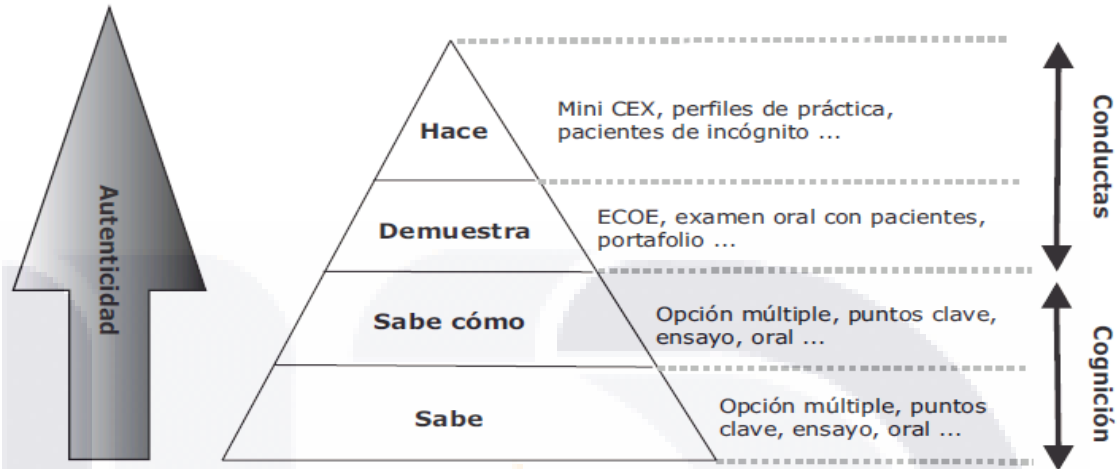 Autenticidad
Hace
Mini CEX, perfiles de práctica,
pacientes de incógnito ...
Demuestra
ECOE, examen oral con pacientes,
portafolio ...
Conductas
Sabe cómo
Opción múltiple, puntos clave,
ensayo, oral ...
Sabe
Opción múltiple, puntos
clave, ensayo, oral ...
Cognición